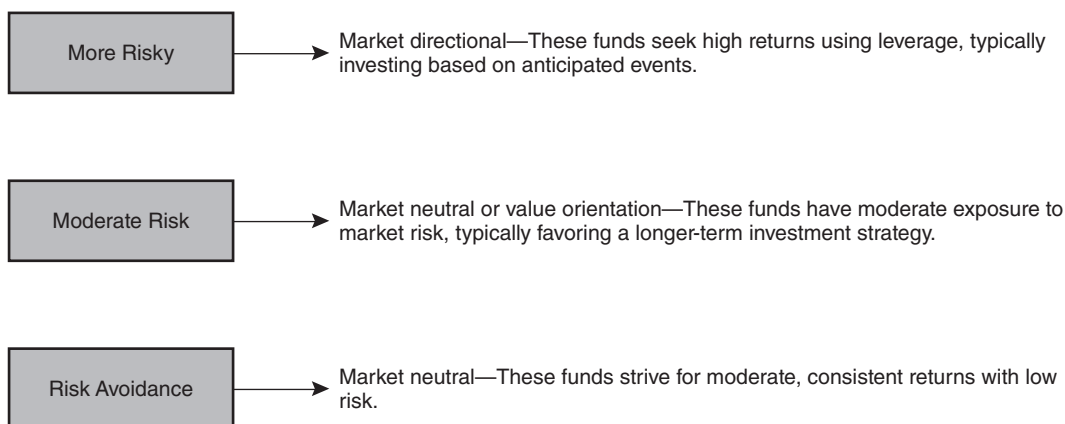 More Risky
Market directional—These funds seek high returns using leverage, typically
investing based on anticipated events.
Moderate Risk
Market neutral or value orientation—These funds have moderate exposure to
market risk, typically favoring a longer-term investment strategy.
Risk Avoidance
Market neutral—These funds strive for moderate, consistent returns with low
risk.